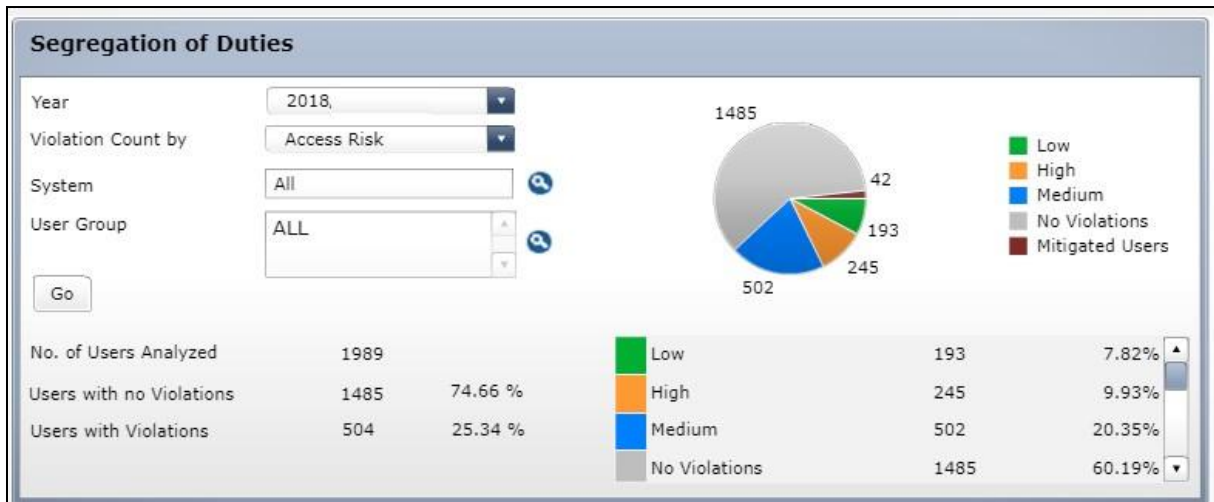 Segregation of Duties
Year 2018,
Violation Count by Access Risk
System All
User Group ALL
Go
1485
42
193
245
502
Low
High
Medium
No Violations
Mitigated Users
No. of Users Analyzed 1989
Users with no Violations 1485 74.66 %
Users with Violations 504 25.34 %
Low 193 7.82%
High 245 9.93%
Medium 502 20.35%
No Violations 1485 60.19%